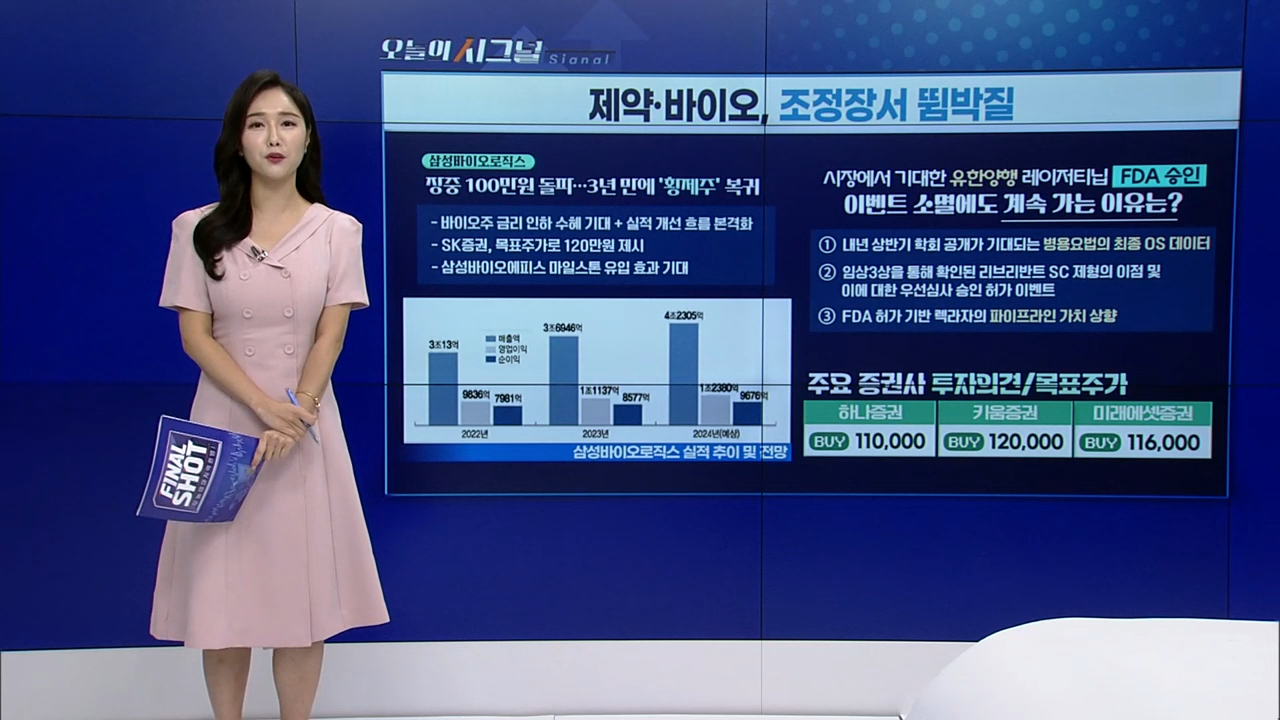 오늘의 시그널
Signal
제약·바이오, 조정장서 뜀박질
삼성바이오로직스
장중 100만원 돌파…3년 만에 '황제주' 복귀
- 바이오주 금리 인하 수혜 기대 + 실적 개선 흐름 본격화
- SK증권, 목표주가로 120만원 제시
- 삼성바이오에피스 마일스톤 유입 효과 기대
매출액
영업이익
순이익
3조13억
9836억
7981억
3조6946억
1조1137억
8577억
4조2305억
1조2380억
9676억
2022년
2023년
2024년(예상)
삼성바이오로직스 실적 추이 및 전망
시장에서 기대한 유한양행 레이저티닙 FDA 승인
이벤트 소멸에도 계속 가는 이유는?
① 내년 상반기 학회 공개가 기대되는 병용요법의 최종 OS 데이터
② 임상3상을 통해 확인된 리브리반트 SC 제형의 이점 및
이에 대한 우선심사 승인 허가 이벤트
③ FDA 허가 기반 렉라자의 파이프라인 가치 상향
주요 증권사 투자의견/목표주가
하나증권 키움증권 미래에셋증권
BUY 110,000 BUY 120,000 BUY 116,000
FINAL
SHOT